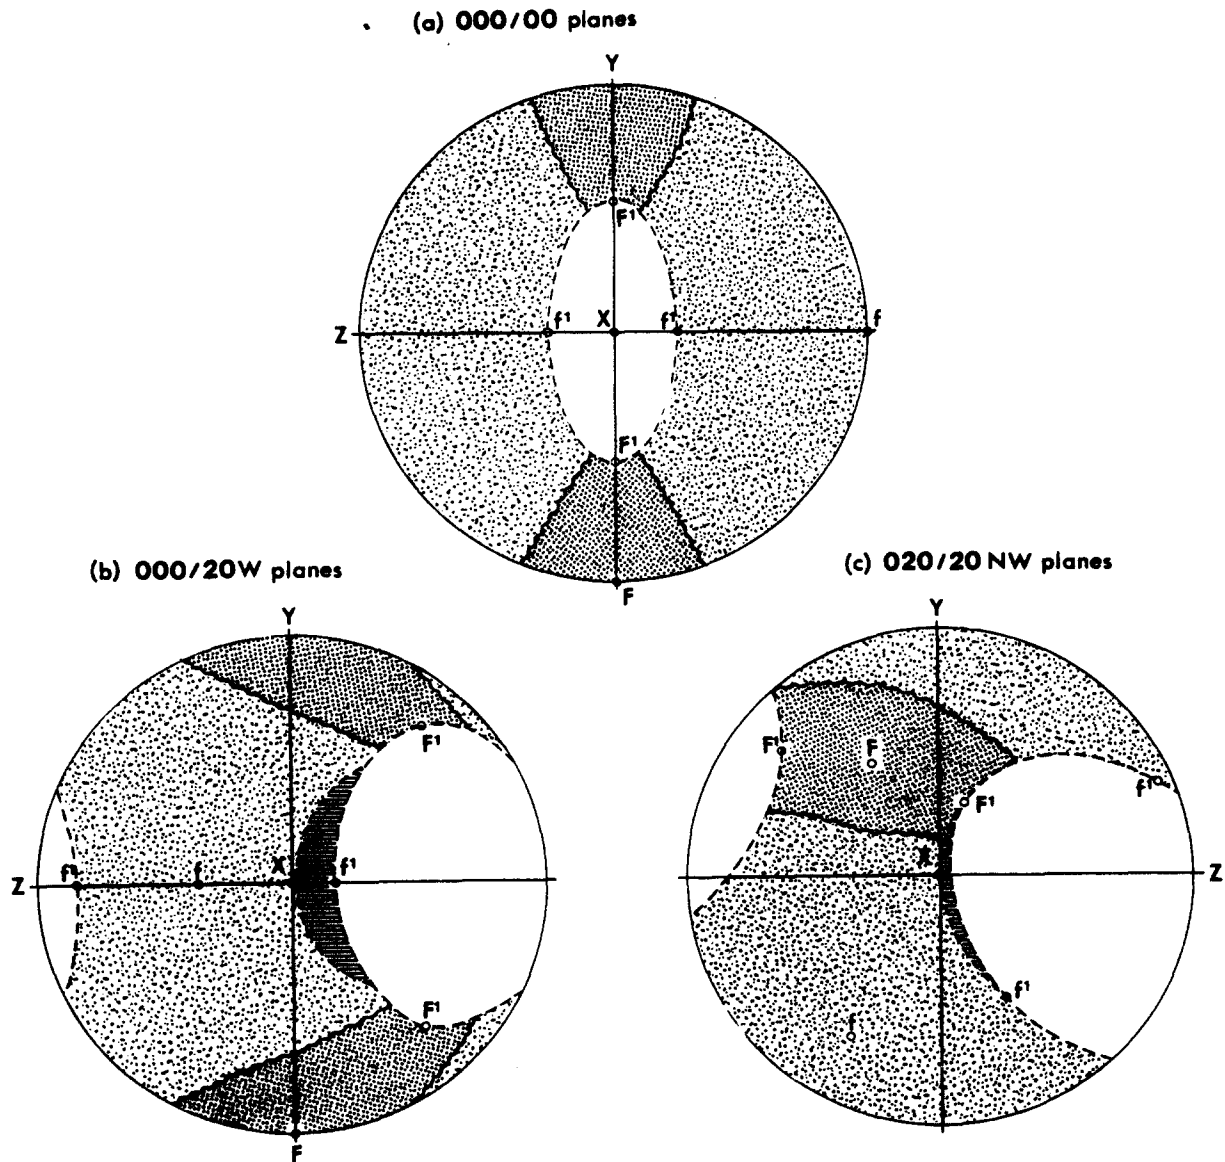 (a) 000/00 planes
Y
F¹
Z f¹ X f¹ f
F¹
F
(b) 000/20W planes
Y
F¹
Z f¹ f X f¹
F¹
F
(c) 020/20 NW planes
Y
F¹ F
F¹ f¹
X
Z
f¹
f